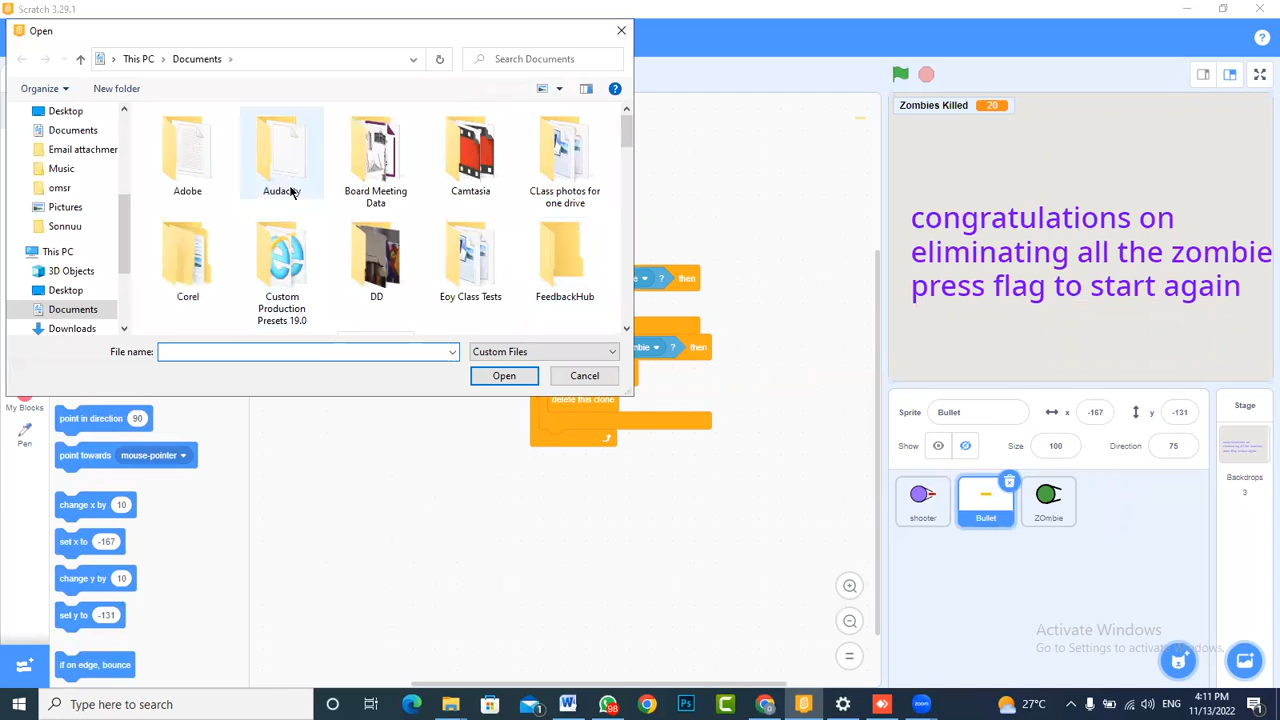 Scratch 3.29.1
Open
This PC
Documents
Search Documents
Organize
New folder
Desktop
Documents
Email attachmer
Music
omsr
Pictures
Sonnuu
This PC
3D Objects
Desktop
Documents
Downloads
Adobe
Audacity
Board Meeting
Data
Camtasia
CLass photos for
one drive
Corel
Custom
Production
Presets 19.0
DD
Eoy Class Tests
FeedbackHub
File name:
Custom Files
Open
Cancel
Zombies Killed 20
congratulations on
eliminating all the zombie
press flag to start again
? then
? then
delete this clone
My Blocks
Pen
point in direction 90
point towards mouse-pointer
change x by 10
set x to -167
change y by 10
set y to -131
if on edge, bounce
Sprite Bullet x -167 y -131
Show Size 100 Direction 75
shooter
Bullet
ZOmbie
Stage
Backdrops
3
Activate Windows
Go to Settings to activate Windows.
Type here to search
98
1
27°C
4:11 PM
11/13/2022